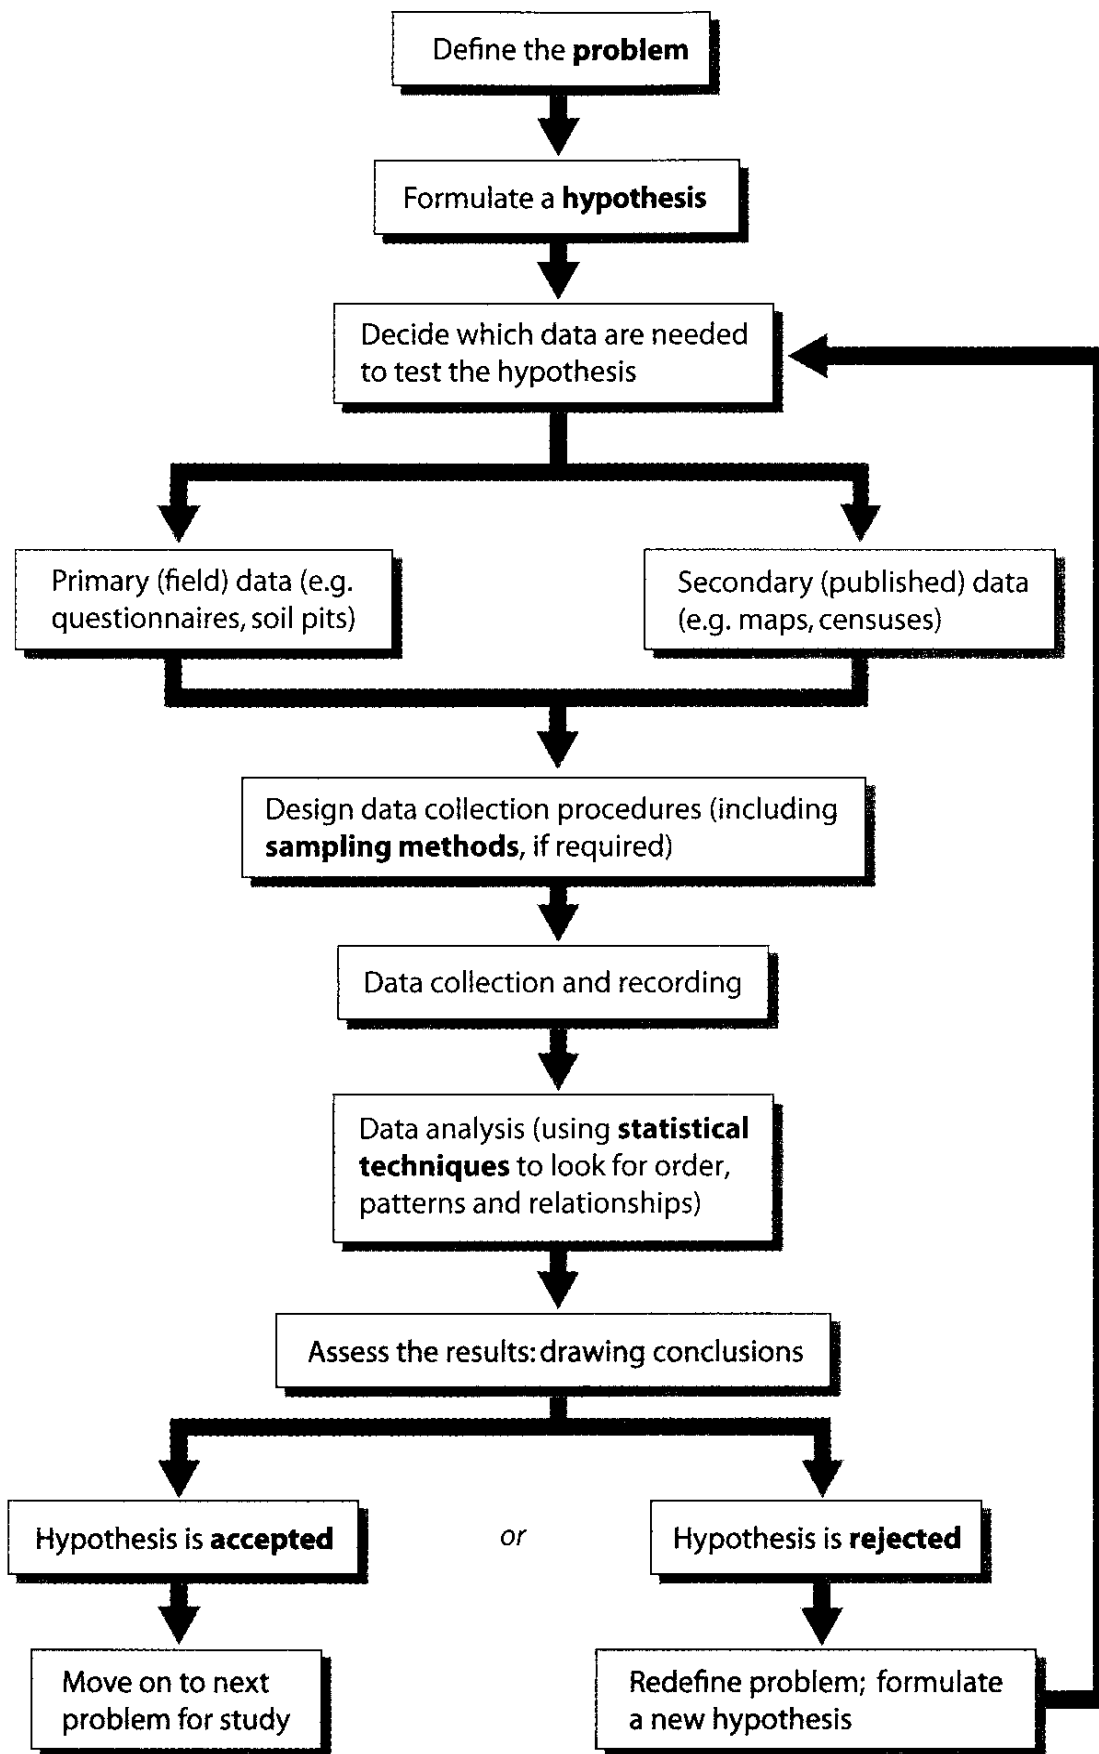 Define the problem
Formulate a hypothesis
Decide which data are needed
to test the hypothesis
Primary (field) data (e.g.
questionnaires, soil pits)
Secondary (published) data
(e.g. maps, censuses)
Design data collection procedures (including
sampling methods, if required)
Data collection and recording
Data analysis (using statistical
techniques to look for order,
patterns and relationships)
Assess the results: drawing conclusions
Hypothesis is accepted
or
Hypothesis is rejected
Move on to next
problem for study
Redefine problem; formulate
a new hypothesis